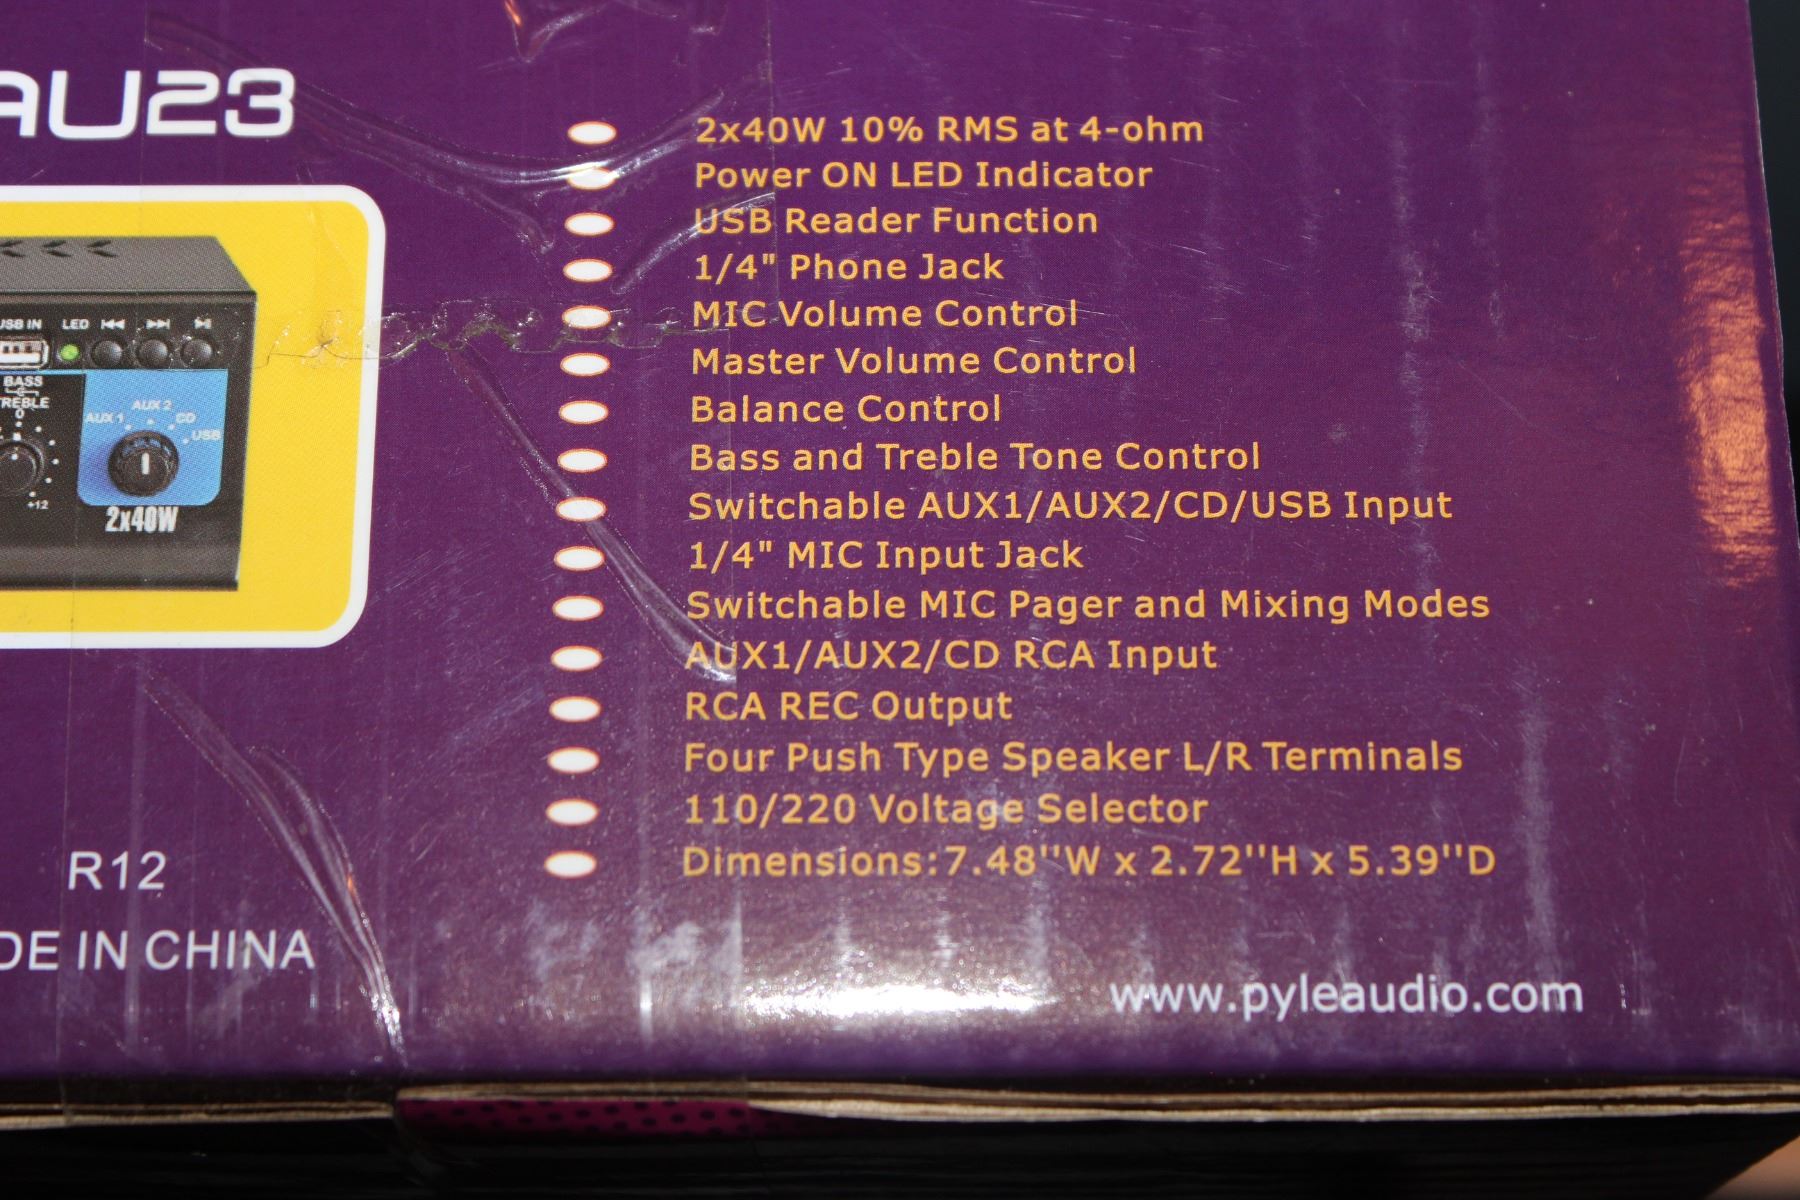 AU23
2x40W 10% RMS at 4-ohm
Power ON LED Indicator
USB Reader Function
1/4" Phone Jack
MIC Volume Control
Master Volume Control
Balance Control
Bass and Treble Tone Control
Switchable AUX1/AUX2/CD/USB Input
1/4" MIC Input Jack
Switchable MIC Pager and Mixing Modes
AUX1/AUX2/CD RCA Input
RCA REC Output
Four Push Type Speaker L/R Terminals
110/220 Voltage Selector
Dimensions:7.48''W x 2.72''H x 5.39''D
USB IN LED
BASS
TREBLE
0
+12
AUX 1 AUX 2 CD USB
2x40W
R12
DE IN CHINA
www.pyleaudio.com